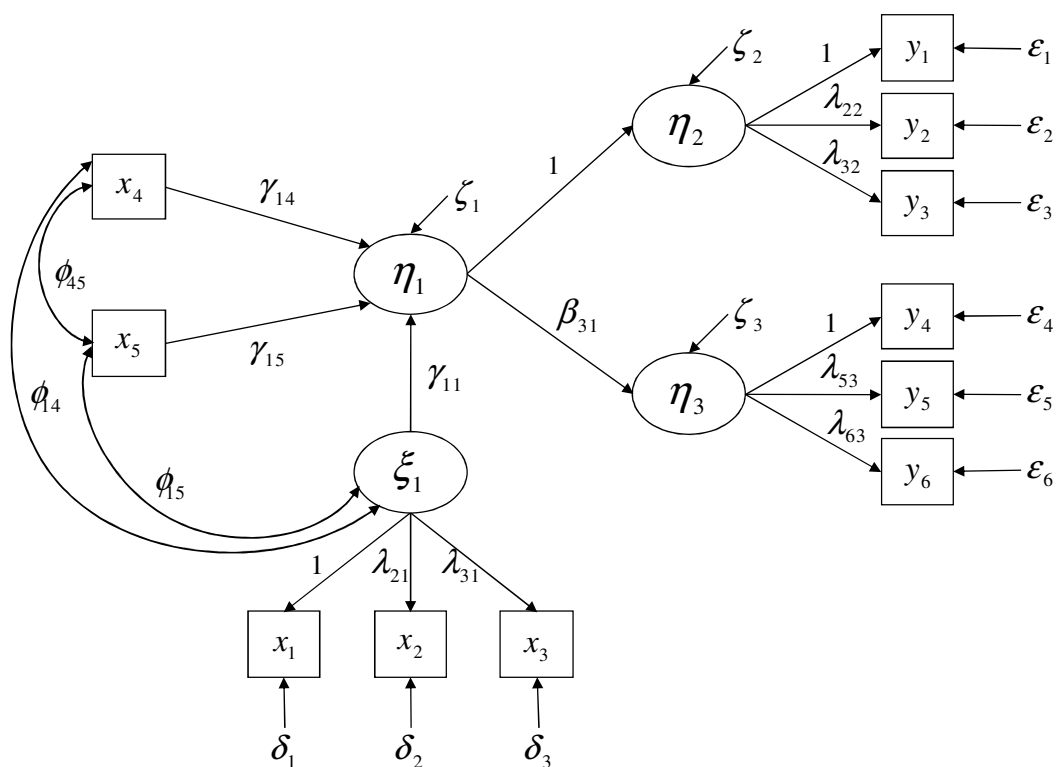 ζ₂
1
y₁
ε₁
η₂
λ₂₂
y₂
ε₂
λ₃₂
y₃
ε₃
1
x₄
γ₁₄
ζ₁
η₁
ϕ₄₅
x₅
γ₁₅
β₃₁
ζ₃
1
y₄
ε₄
η₃
λ₅₃
y₅
ε₅
λ₆₃
y₆
ε₆
ϕ₁₄
γ₁₁
ϕ₁₅
ξ₁
1
λ₂₁
λ₃₁
x₁
x₂
x₃
δ₁
δ₂
δ₃